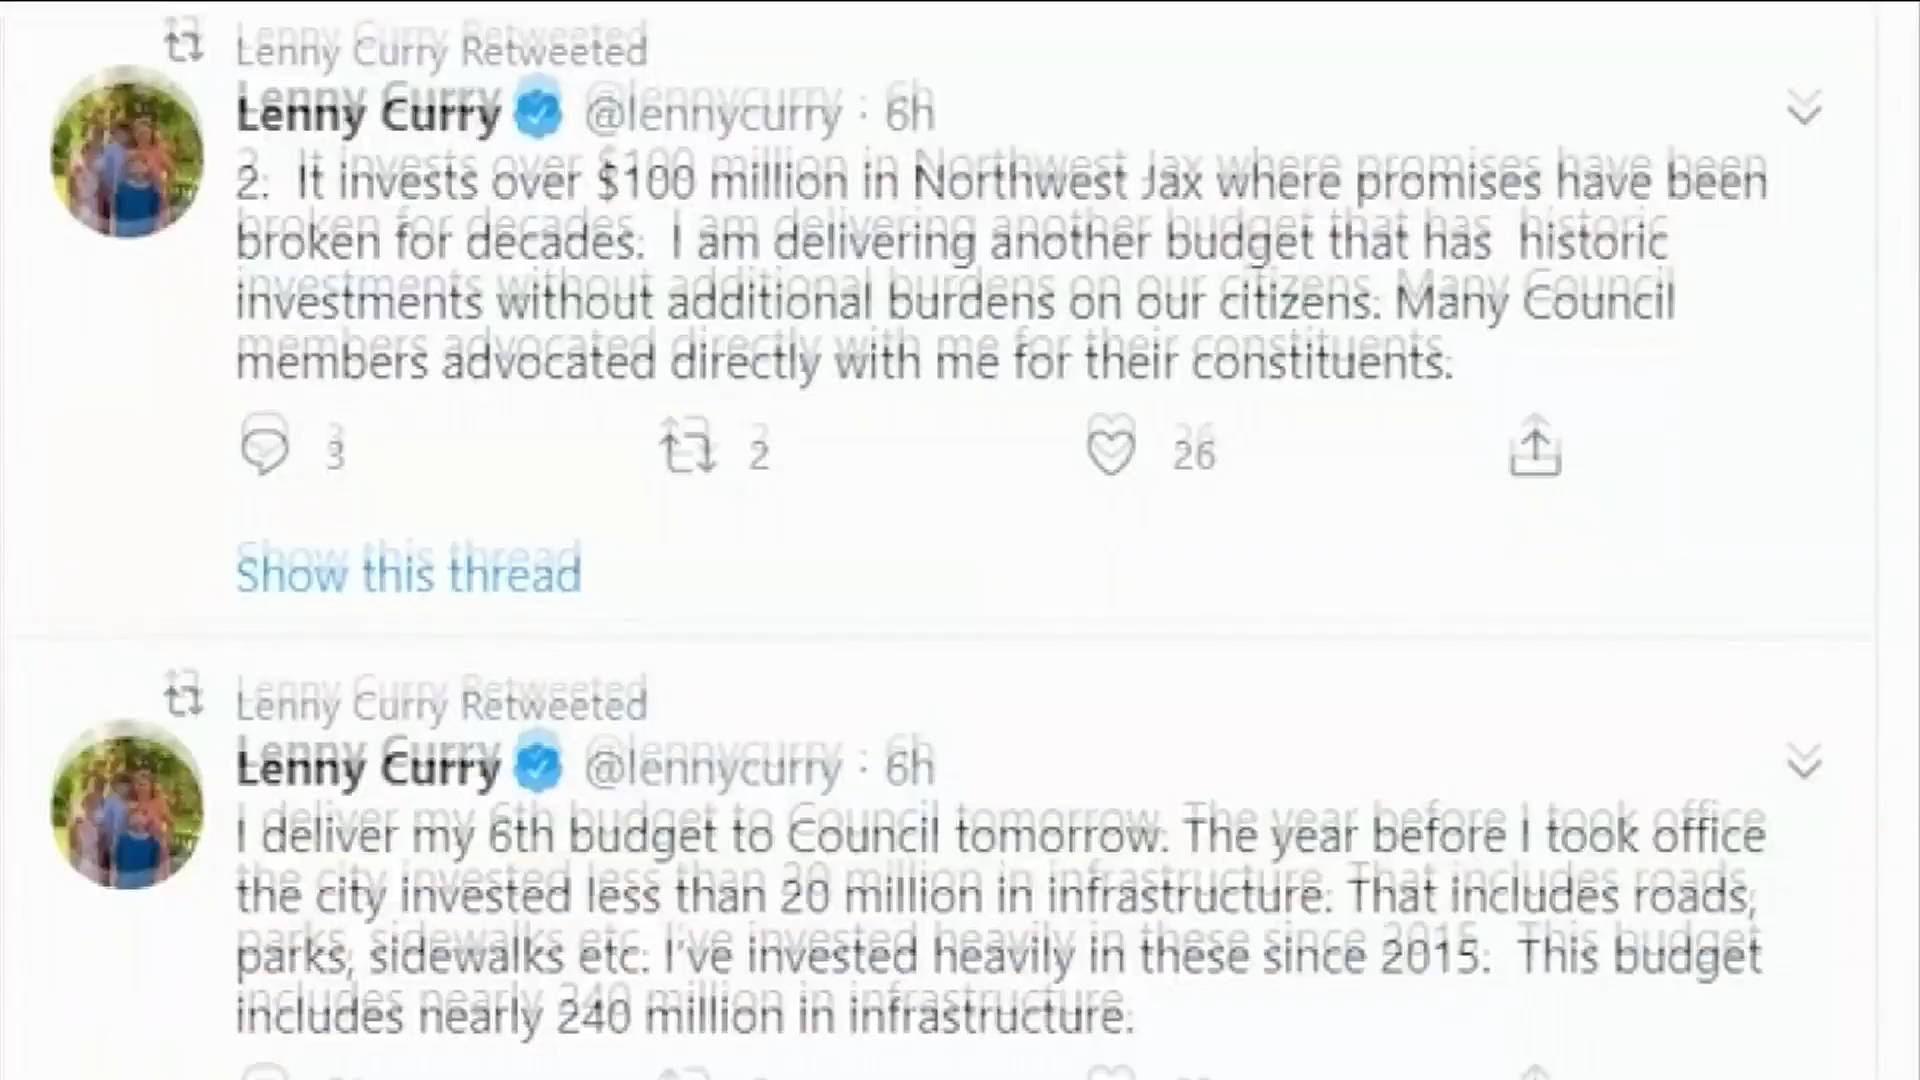 Lenny Curry Retweeted
Lenny Curry @lennycurry · 6h
2. It invests over $100 million in Northwest Jax where promises have been
broken for decades. I am delivering another budget that has historic
investments without additional burdens on our citizens. Many Council
members advocated directly with me for their constituents.
3 2 26
Show this thread
Lenny Curry Retweeted
Lenny Curry @lennycurry · 6h
I deliver my 6th budget to Council tomorrow. The year before I took office
the city invested less than 20 million in infrastructure. That includes roads,
parks, sidewalks etc. I've invested heavily in these since 2015. This budget
includes nearly 240 million in infrastructure.